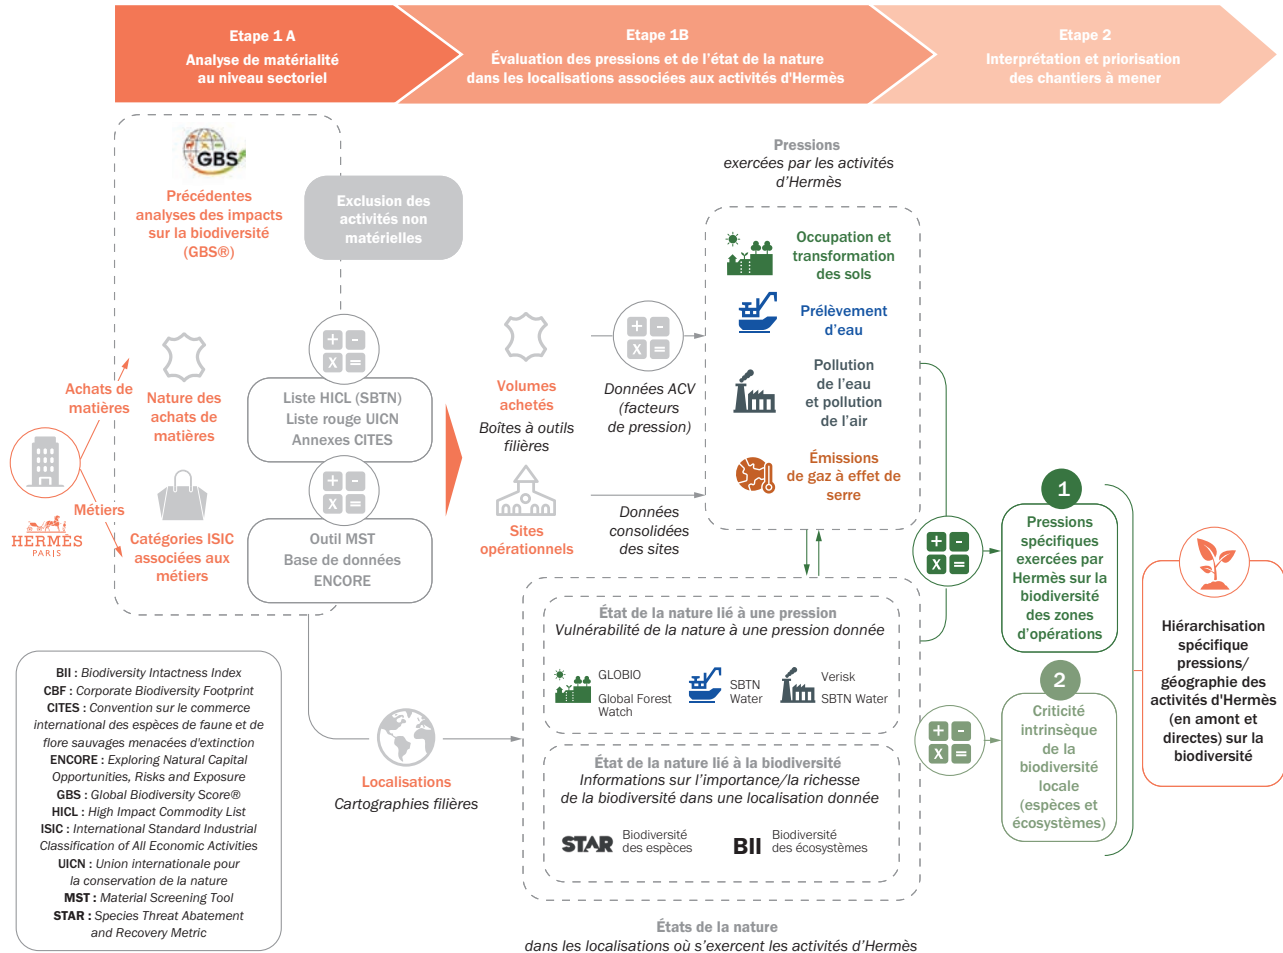 Etape 1 A
Analyse de matérialité
au niveau sectoriel
Etape 1B
Évaluation des pressions et de l'état de la nature
dans les localisations associées aux activités d'Hermès
Etape 2
Interprétation et priorisation
des chantiers à mener
GBS
Précédentes
analyses des impacts
sur la biodiversité
(GBS®)
Exclusion des
activités non
matérielles
Achats de
matières
Nature des
achats de
matières
Liste HICL (SBTN)
Liste rouge UICN
Annexes CITES
HERMÈS
PARIS
Métiers
Catégories ISIC
associées aux
métiers
Outil MST
Base de données
ENCORE
Volumes
achetés
Boîtes à outils
filières
Données ACV
(facteurs
de pression)
Sites
opérationnels
Données
consolidées
des sites
Pressions
exercées par les activités
d'Hermès
Occupation et
transformation
des sols
Prélèvement
d'eau
Pollution
de l'eau
et pollution
de l'air
Émissions
de gaz à effet de
serre
État de la nature lié à une pression
Vulnérabilité de la nature à une pression donnée
GLOBIO
Global Forest
Watch
SBTN
Water
Verisk
SBTN Water
État de la nature lié à la biodiversité
Informations sur l'importance/la richesse
de la biodiversité dans une localisation donnée
STAR
Biodiversité
des espèces
BII
Biodiversité
des écosystèmes
États de la nature
dans les localisations où s'exercent les activités d'Hermès
Localisations
Cartographies filières
1
Pressions
spécifiques
exercées par
Hermès sur la
biodiversité
des zones
d'opérations
2
Criticité
intrinsèque
de la
biodiversité
locale
(espèces et
écosystèmes)
Hiérarchisation
spécifique
pressions/
géographie des
activités d'Hermès
(en amont et
directes) sur la
biodiversité
BII : Biodiversity Intactness Index
CBF : Corporate Biodiversity Footprint
CITES : Convention sur le commerce
international des espèces de faune et de
flore sauvages menacées d'extinction
ENCORE : Exploring Natural Capital
Opportunities, Risks and Exposure
GBS : Global Biodiversity Score®
HICL : High Impact Commodity List
ISIC : International Standard Industrial
Classification of All Economic Activities
UICN : Union internationale pour
la conservation de la nature
MST : Material Screening Tool
STAR : Species Threat Abatement
and Recovery Metric